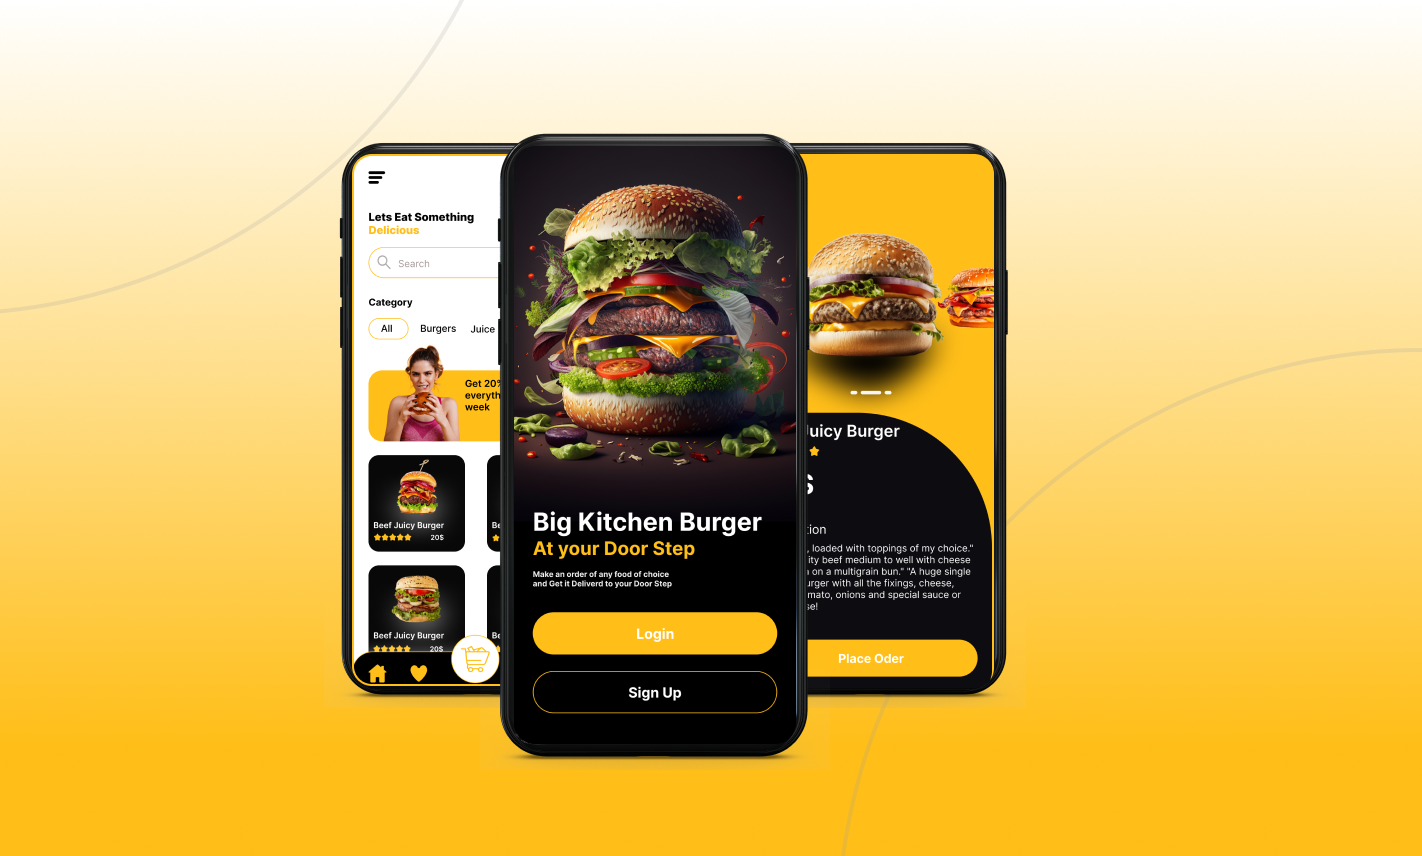 Lets Eat Something
Delicious
Search
Category
All Burgers Juice
Get 20%
everyth
week
Beef Juicy Burger
20$
Beef Juicy Burger
20$
Big Kitchen Burger
At your Door Step
Make an order of any food of choice
and Get it Deliverd to your Door Step
Login
Sign Up
Juicy Burger
$
tion
, loaded with toppings of my choice."
ity beef medium to well with cheese
on a multigrain bun." "A huge single
urger with all the fixings, cheese,
mato, onions and special sauce or
se!
Place Oder